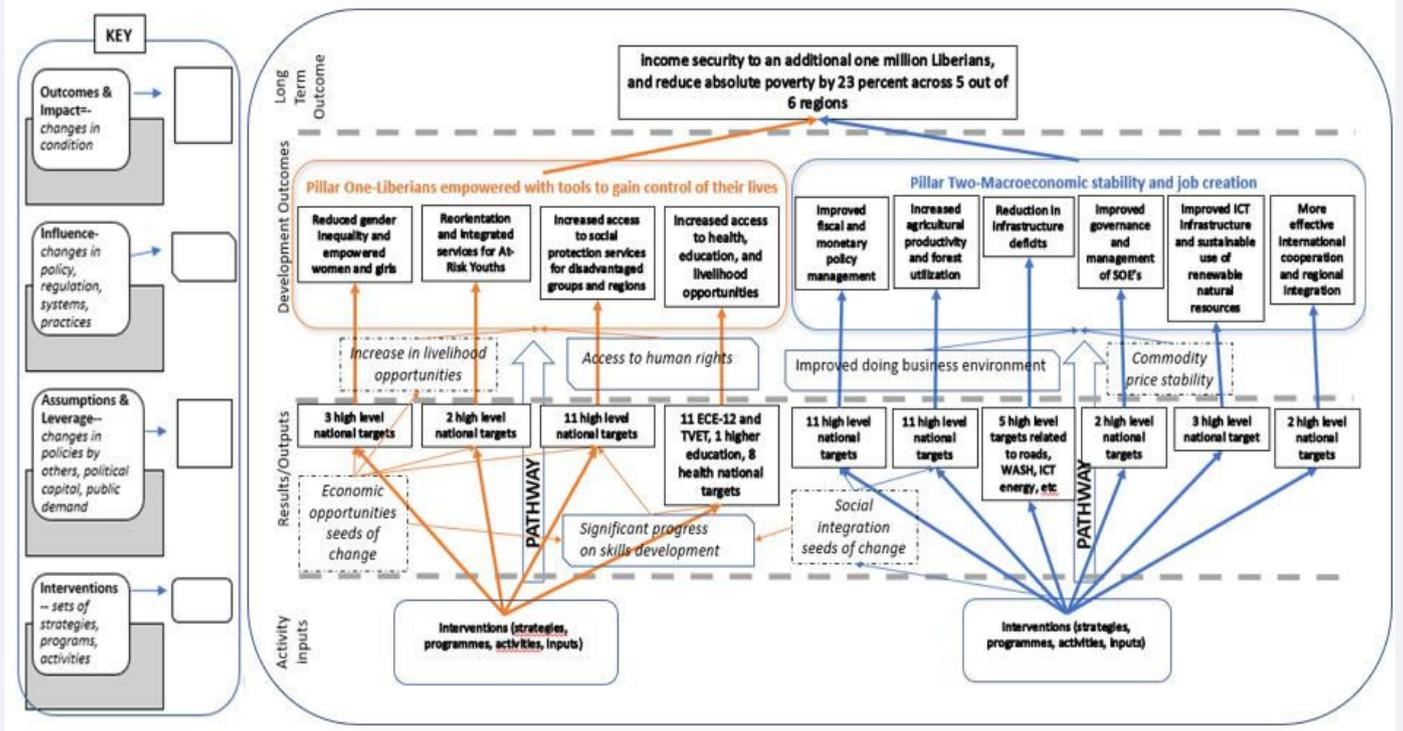 KEY
Outcomes &
Impact=-
changes in
condition
Influence-
changes in
policy,
regulation,
systems,
practices
Assumptions &
Leverage--
changes in
policies by
others, political
capital, public
demand
Interventions
-- sets of
strategies,
programs,
activities
Long
Term
Outcome
income security to an additional one million Liberians,
and reduce absolute poverty by 23 percent across 5 out of
6 regions
Development Outcomes
Pillar One-Liberians empowered with tools to gain control of their lives
Reduced gender
inequality and
empowered
women and girls
Reorientation
and integrated
services for At-
Risk Youths
Increased access
to social
protection services
for disadvantaged
groups and regions
Increased access
to health,
education, and
livelihood
opportunities
Pillar Two-Macroeconomic stability and job creation
Improved
fiscal and
monetary
policy
management
Increased
agricultural
productivity
and forest
utilization
Reduction in
infrastructure
deficits
Improved
governance
and
management
of SOE's
Improved ICT
infrastructure
and sustainable
use of
renewable
natural
resources
More
effective
international
cooperation
and regional
integration
Increase in livelihood
opportunities
Access to human rights
Improved doing business environment
Commodity
price stability
Results/Outputs
3 high level
national targets
2 high level
national targets
11 high level
national targets
11 ECE-12 and
TVET, 1 higher
education, 8
health national
targets
11 high level
national
targets
11 high level
national
targets
5 high level
targets related
to roads,
WASH, ICT
energy, etc
2 high level
national
targets
3 high level
national target
2 high level
national
targets
Economic
opportunities
seeds of
change
PATHWAY
Significant progress
on skills development
Social
integration
seeds of change
PATHWAY
Activity
inputs
Interventions (strategies,
programmes, activities, inputs)
Interventions (strategies,
programmes, activities, inputs)